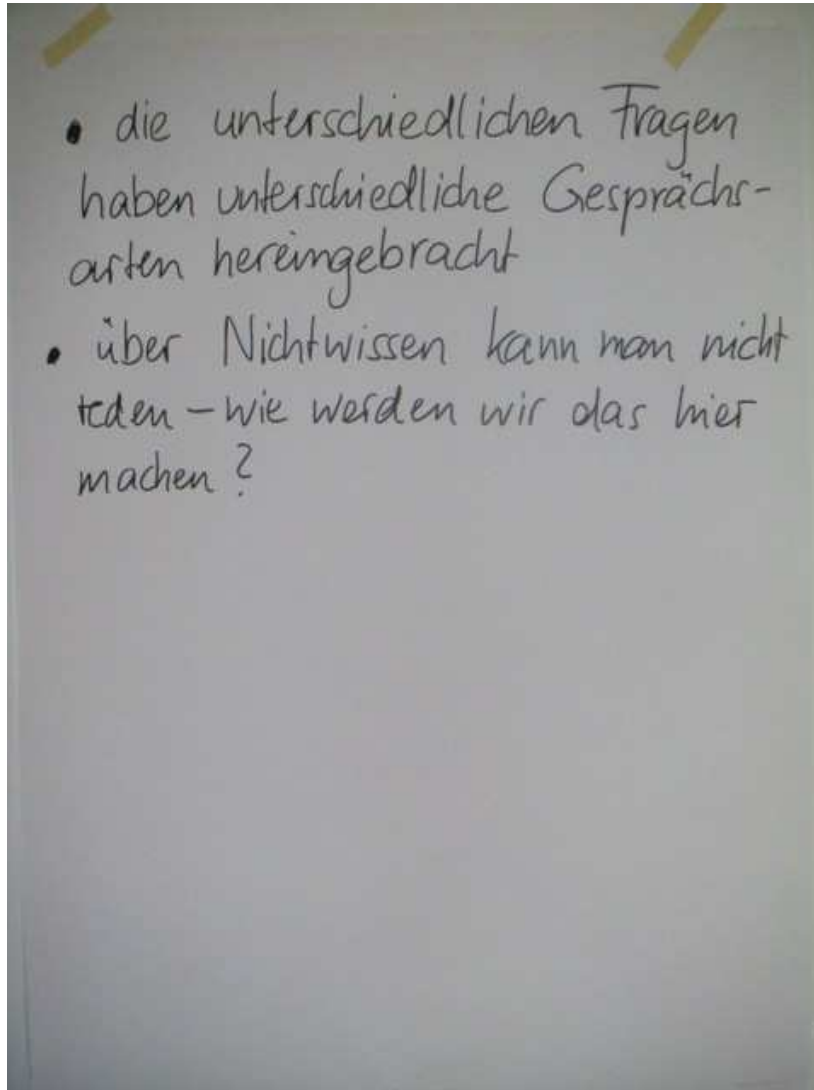 • die unterschiedlichen Fragen
haben unterschiedliche Gesprächs-
arten hereingebracht
• über Nichtwissen kann man nicht
reden – wie werden wir das hier
machen?